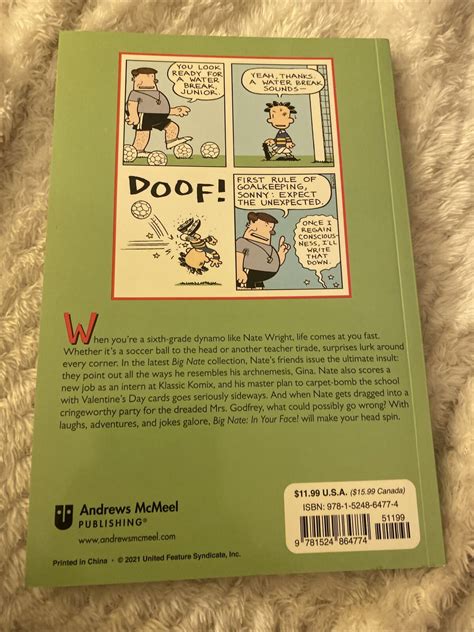 YOU LOOK
READY FOR
A WATER
BREAK,
JUNIOR.
YEAH, THANKS.
A WATER BREAK
SOUNDS—
DOOF!
FIRST RULE OF
GOALKEEPING,
SONNY: EXPECT
THE UNEXPECTED.
ONCE I
REGAIN
CONSCIOUS-
NESS, I'LL
WRITE
THAT
DOWN.
When you're a sixth-grade dynamo like Nate Wright, life comes at you fast.
Whether it's a soccer ball to the head or another teacher tirade, surprises lurk around
every corner. In the latest Big Nate collection, Nate's friends issue the ultimate insult:
they point out all the ways he resembles his archnemesis, Gina. Nate also scores a
new job as an intern at Klassic Komix, and his master plan to carpet-bomb the school
with Valentine's Day cards goes seriously sideways. And when Nate gets dragged into a
cringeworthy party for the dreaded Mrs. Godfrey, what could possibly go wrong? With
laughs, adventures, and jokes galore, Big Nate: In Your Face! will make your head spin.
Andrews McMeel
PUBLISHING®
www.andrewsmcmeel.com
Printed in China • © 2021 United Feature Syndicate, Inc.
$11.99 U.S.A. ($15.99 Canada)
ISBN: 978-1-5248-6477-4
51199
9 781524 864774